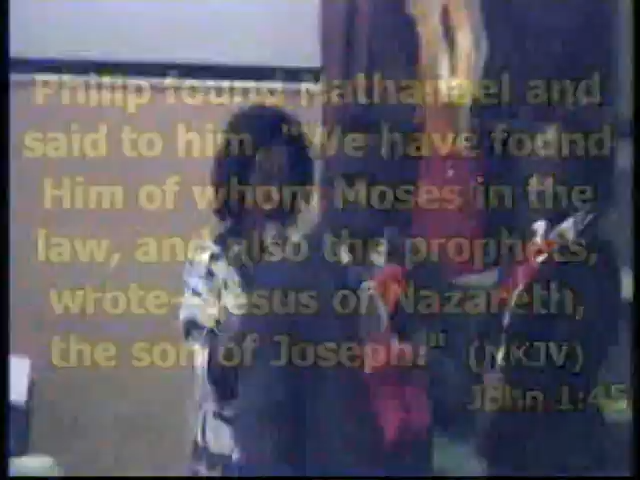 Philip found Nathanael and
said to him, "We have found
Him of whom Moses in the
law, and also the prophets,
wrote--Jesus of Nazareth,
the son of Joseph." (NKJV)
John 1:45